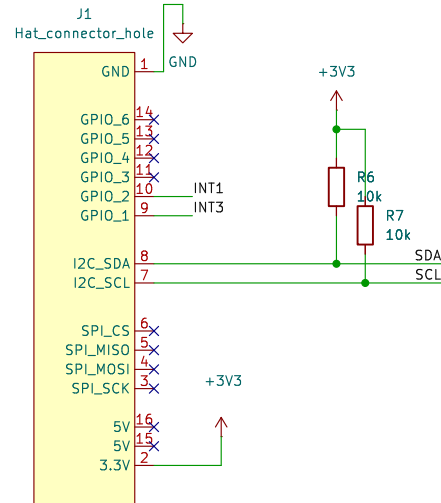 J1
Hat_connector_hole
GND 1
GND
+3V3
GPIO_6 14
GPIO_5 13
GPIO_4 12
GPIO_3 11
GPIO_2 10 INT1
GPIO_1 9 INT3
R6
10k
R7
10k
I2C_SDA 8 SDA
I2C_SCL 7 SCL
SPI_CS 6
SPI_MISO 5
SPI_MOSI 4
SPI_SCK 3
+3V3
5V 16
5V 15
3.3V 2